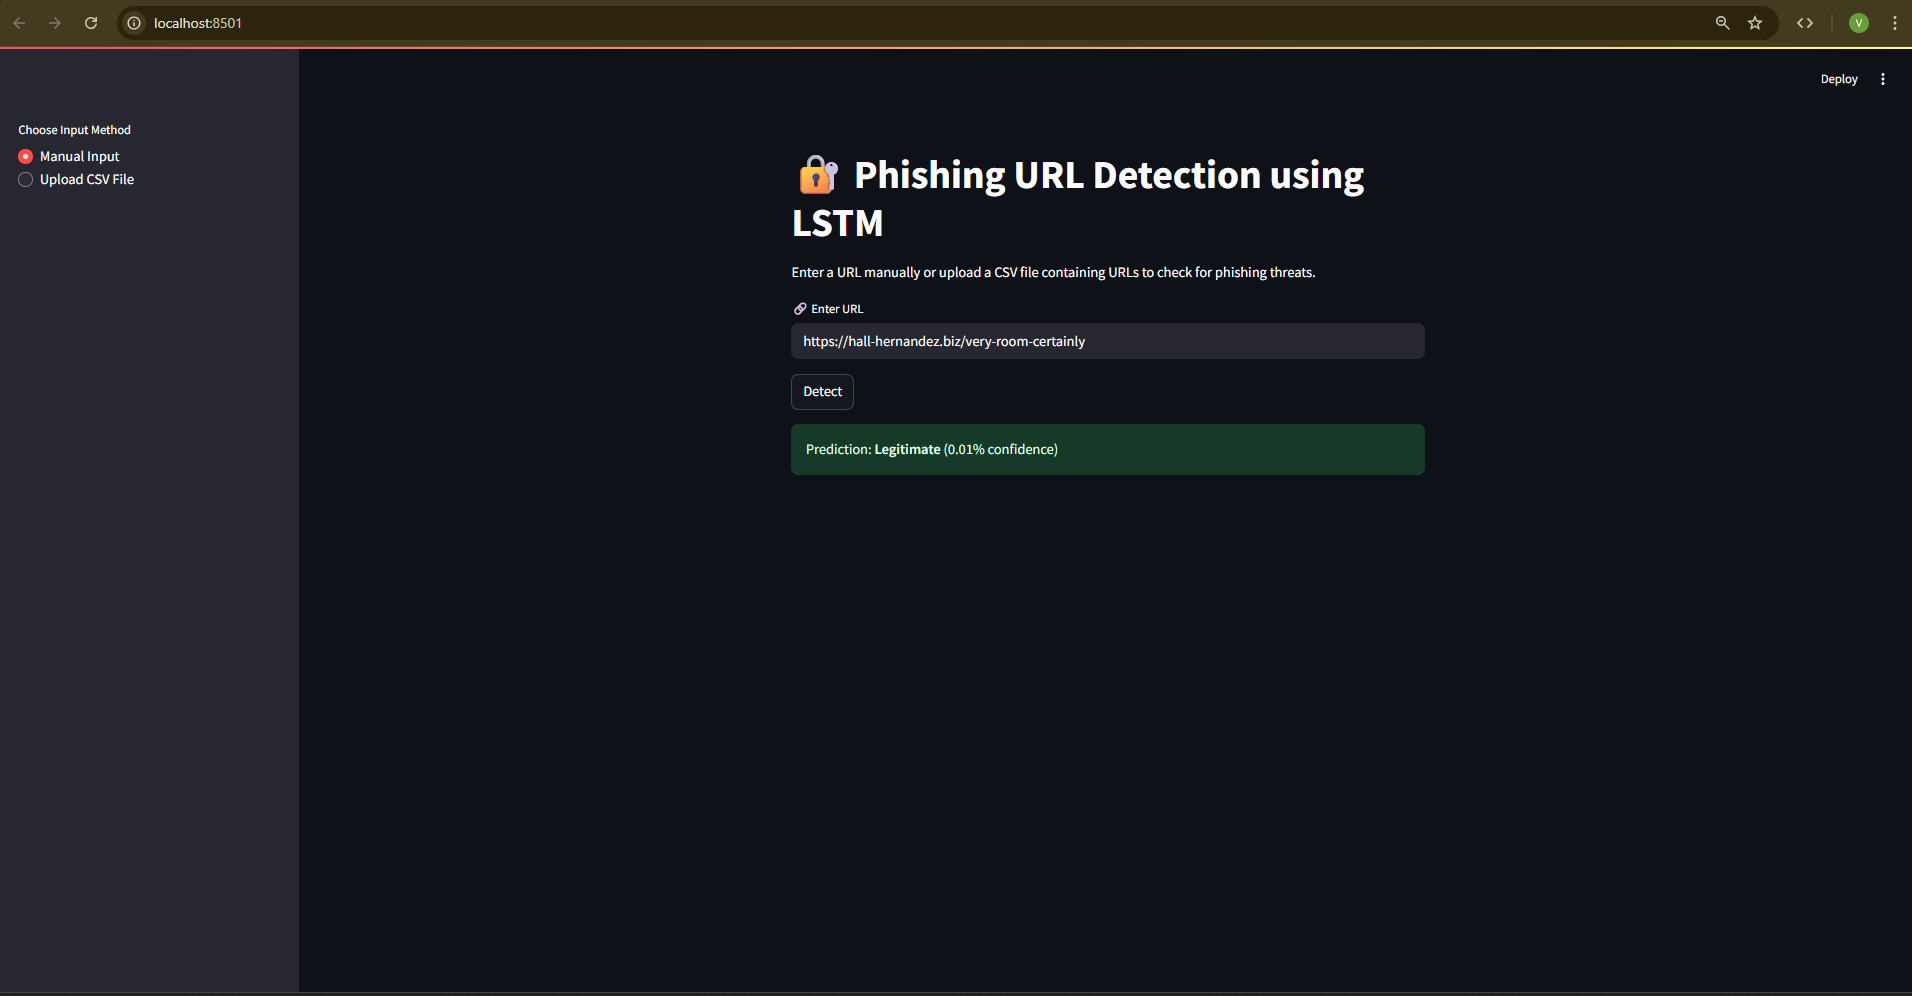 localhost:8501
V
Deploy
Choose Input Method
Manual Input
Upload CSV File
Phishing URL Detection using
LSTM
Enter a URL manually or upload a CSV file containing URLs to check for phishing threats.
Enter URL
https://hall-hernandez.biz/very-room-certainly
Detect
Prediction: Legitimate (0.01% confidence)